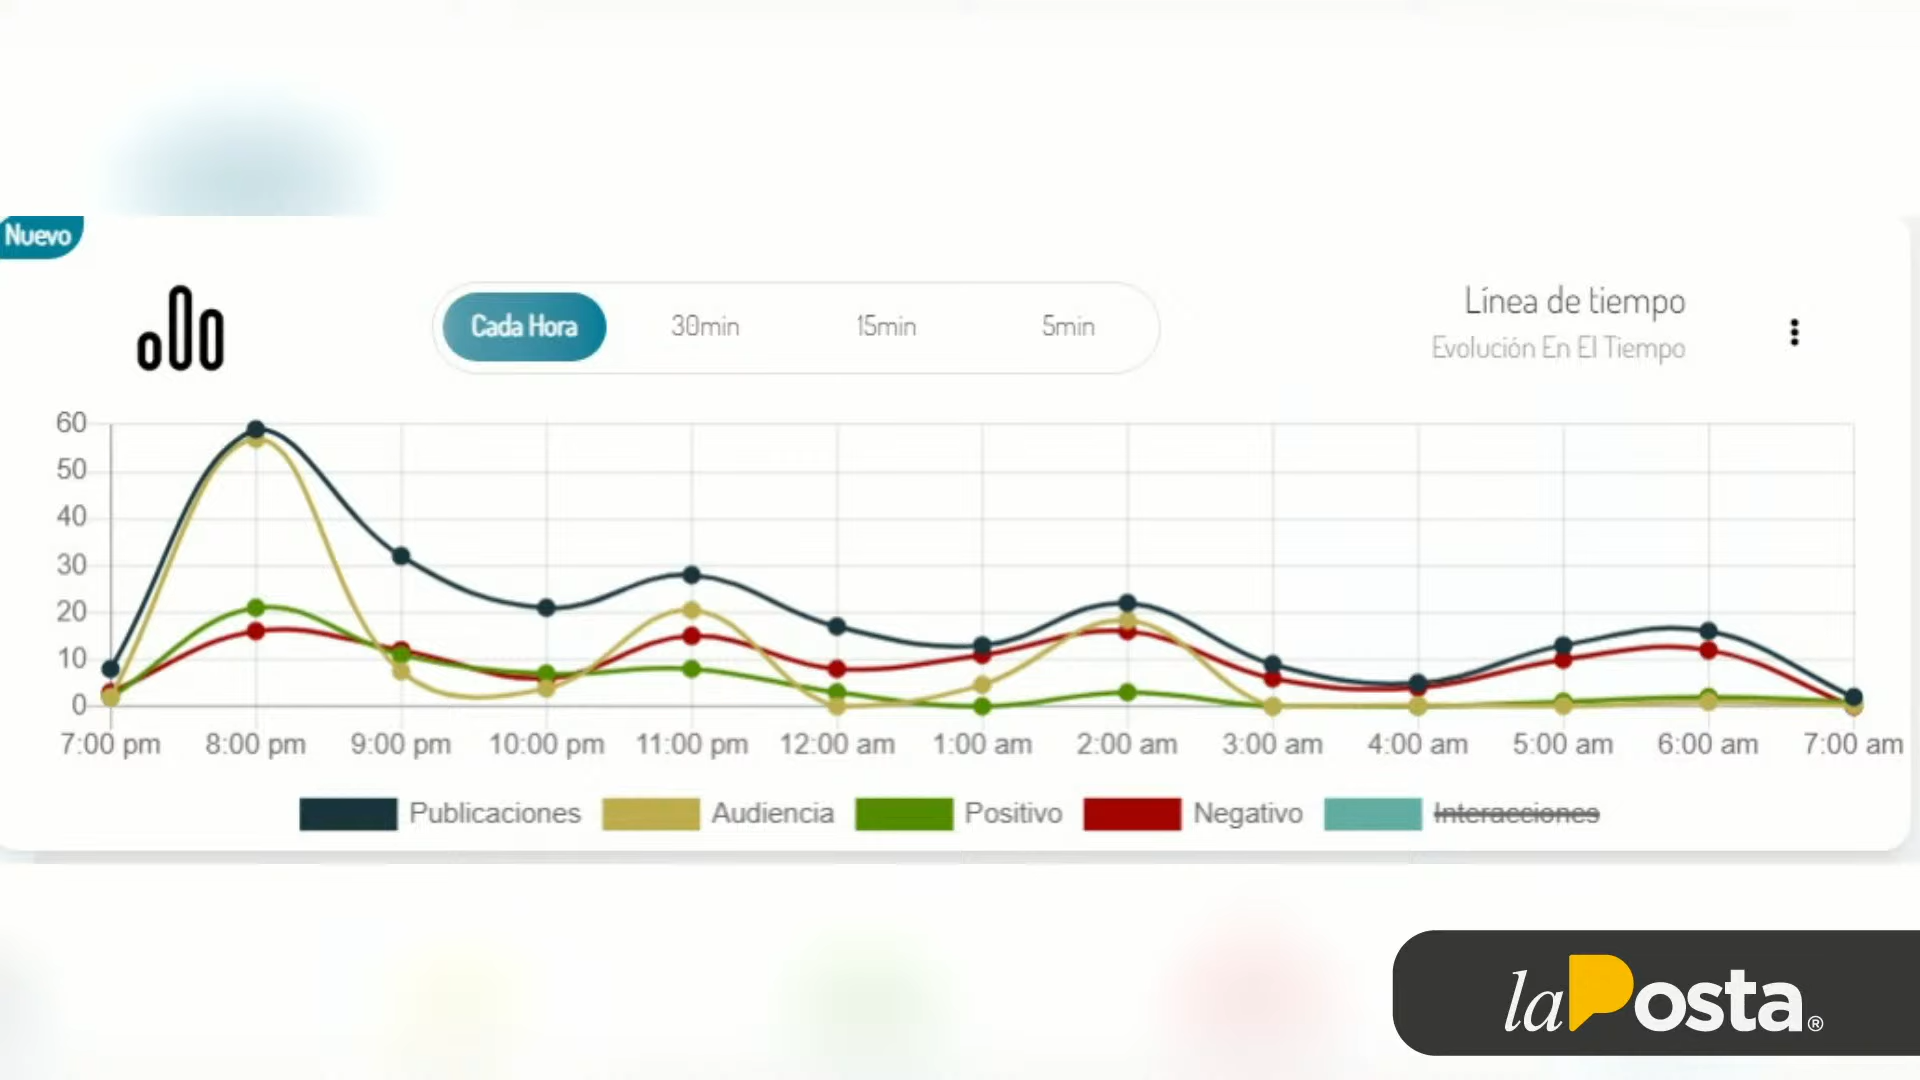 Nuevo
Cada Hora 30min 15min 5min
Línea de tiempo
Evolución En El Tiempo
60
50
40
30
20
10
0
7:00 pm 8:00 pm 9:00 pm 10:00 pm 11:00 pm 12:00 am 1:00 am 2:00 am 3:00 am 4:00 am 5:00 am 6:00 am 7:00 am
Publicaciones Audiencia Positivo Negativo Interacciones
la Posta®